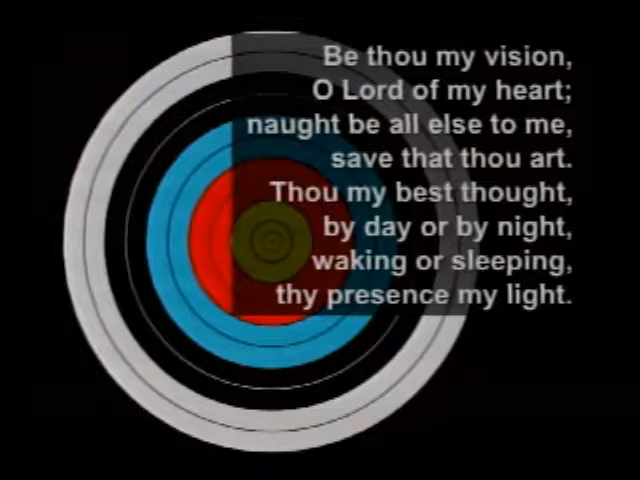 Be thou my vision,
O Lord of my heart;
naught be all else to me,
save that thou art.
Thou my best thought,
by day or by night,
waking or sleeping,
thy presence my light.